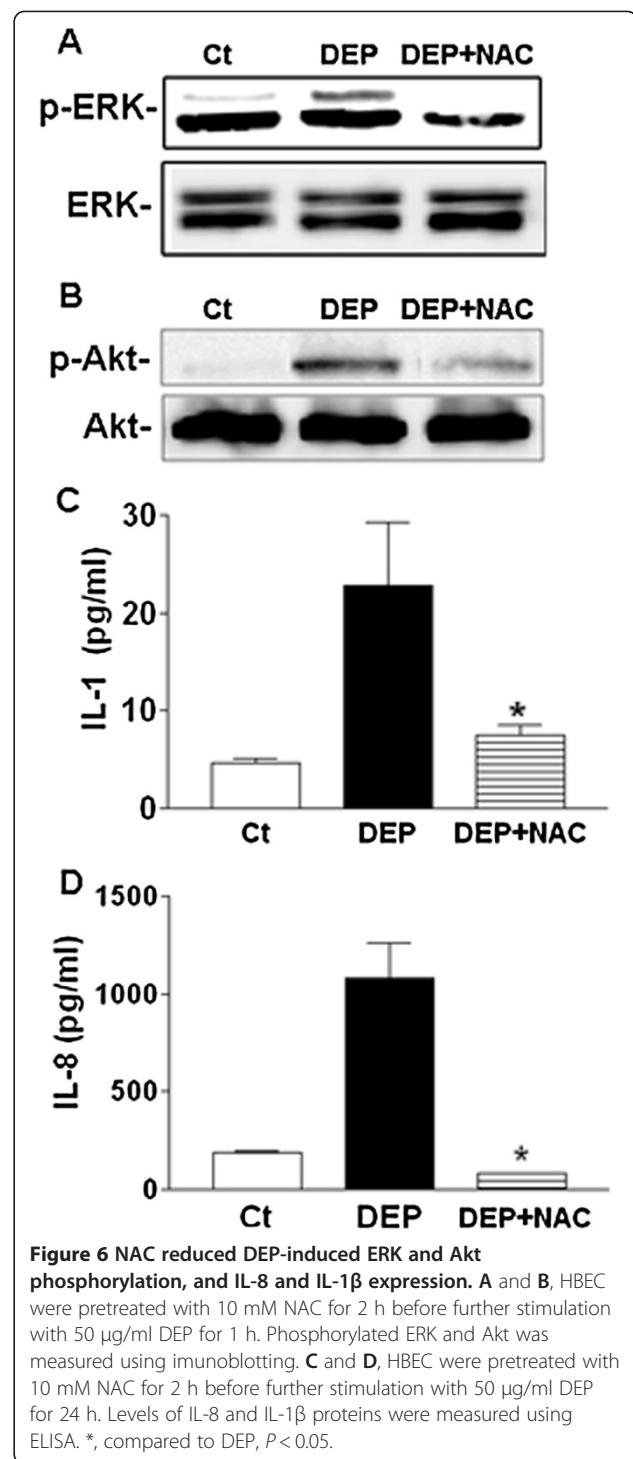 A
Ct DEP DEP+NAC
p-ERK-
ERK-
B
Ct DEP DEP+NAC
p-Akt-
Akt-
C
30
20
10
0
IL-1 (pg/ml)
*
Ct DEP DEP+NAC
D
1500
1000
500
0
IL-8 (pg/ml)
*
Ct DEP DEP+NAC
Figure 6 NAC reduced DEP-induced ERK and Akt
phosphorylation, and IL-8 and IL-1β expression. A and B, HBEC
were pretreated with 10 mM NAC for 2 h before further stimulation
with 50 μg/ml DEP for 1 h. Phosphorylated ERK and Akt was
measured using imunoblotting. C and D, HBEC were pretreated with
10 mM NAC for 2 h before further stimulation with 50 μg/ml DEP
for 24 h. Levels of IL-8 and IL-1β proteins were measured using
ELISA. *, compared to DEP, P < 0.05.